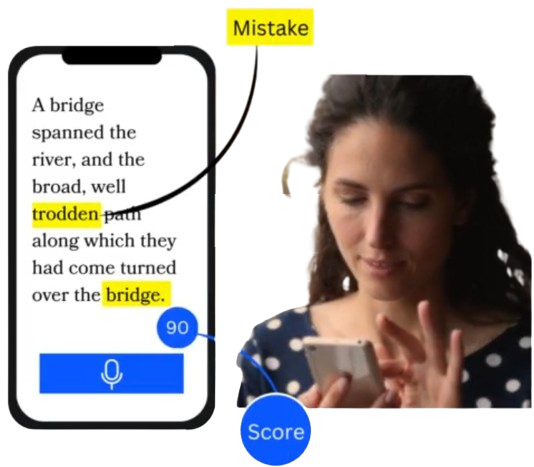 Mistake
A bridge
spanned the
river, and the
broad, well
trodden path
along which they
had come turned
over the bridge.
90
Score